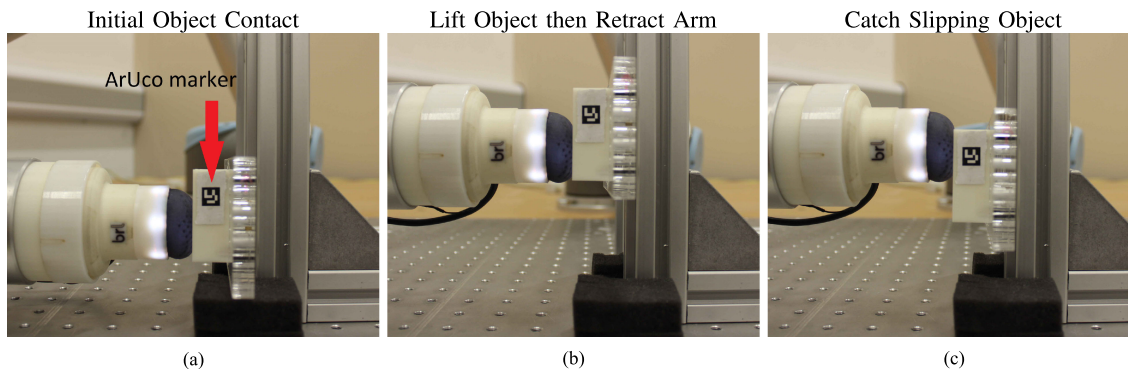 Initial Object Contact
Lift Object then Retract Arm
Catch Slipping Object
ArUco marker
brl
brl
brl
(a)
(b)
(c)